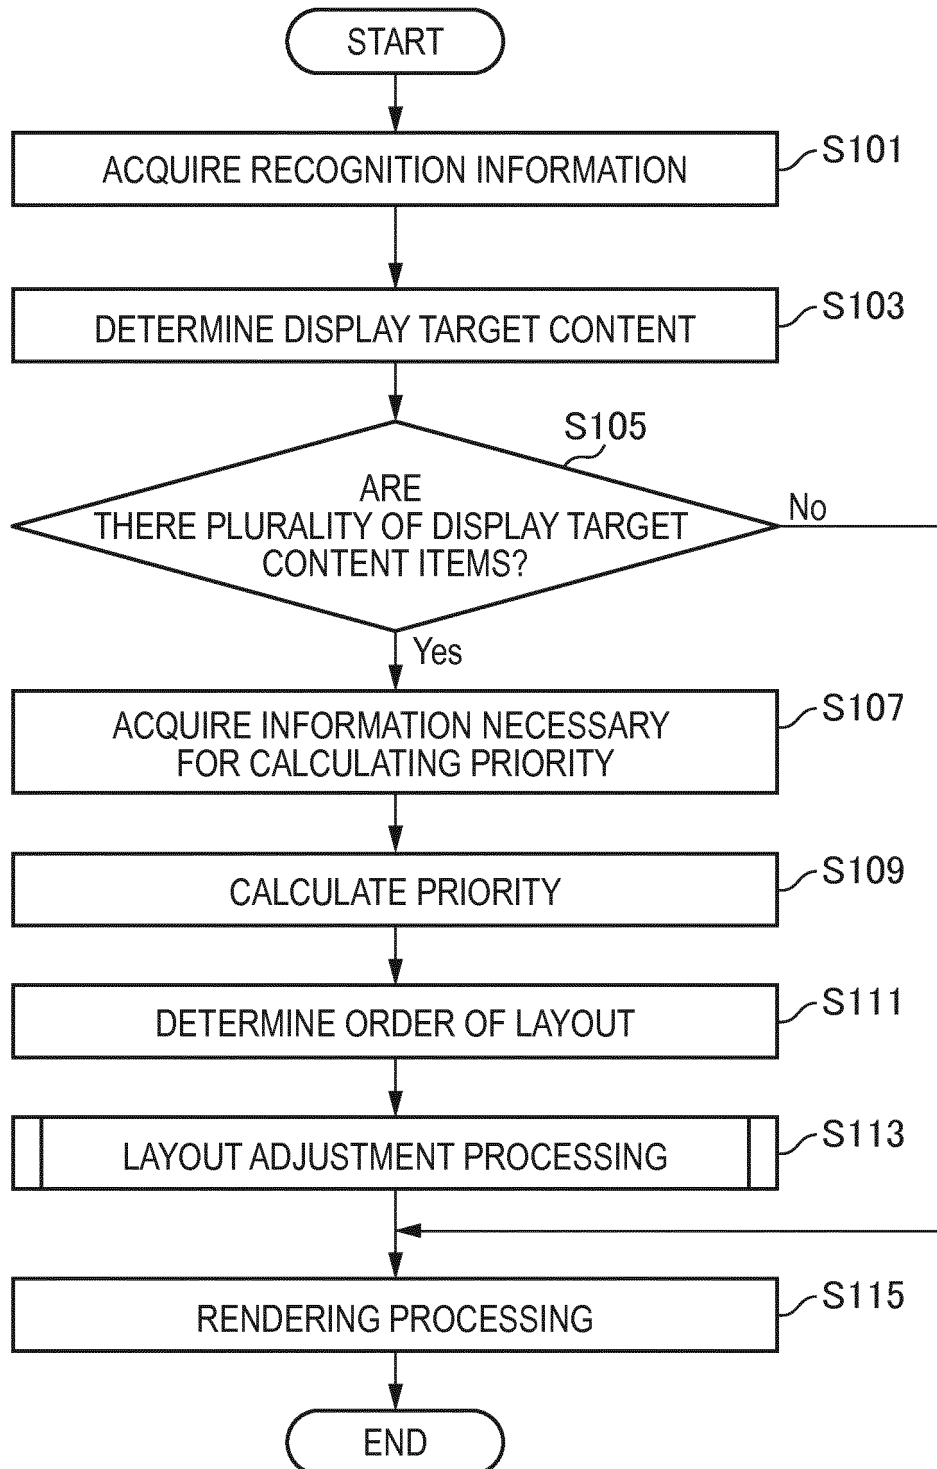 START
ACQUIRE RECOGNITION INFORMATION
S101
DETERMINE DISPLAY TARGET CONTENT
S103
S105
ARE
THERE PLURALITY OF DISPLAY TARGET
CONTENT ITEMS?
No
Yes
ACQUIRE INFORMATION NECESSARY
FOR CALCULATING PRIORITY
S107
CALCULATE PRIORITY
S109
DETERMINE ORDER OF LAYOUT
S111
LAYOUT ADJUSTMENT PROCESSING
S113
RENDERING PROCESSING
S115
END